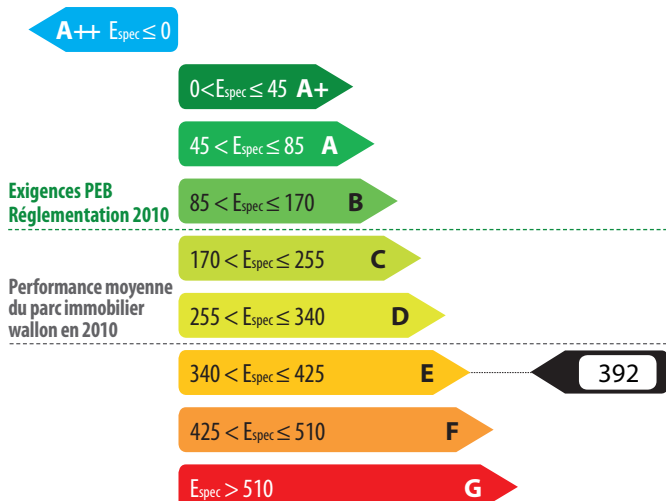 A++ Espec ≤ 0
0<Espec ≤ 45 A+
45 < Espec ≤ 85 A
Exigences PEB
Réglementation 2010
85 < Espec ≤ 170 B
170 < Espec ≤ 255 C
Performance moyenne
du parc immobilier
wallon en 2010
255 < Espec ≤ 340 D
340 < Espec ≤ 425 E
392
425 < Espec ≤ 510 F
Espec > 510 G